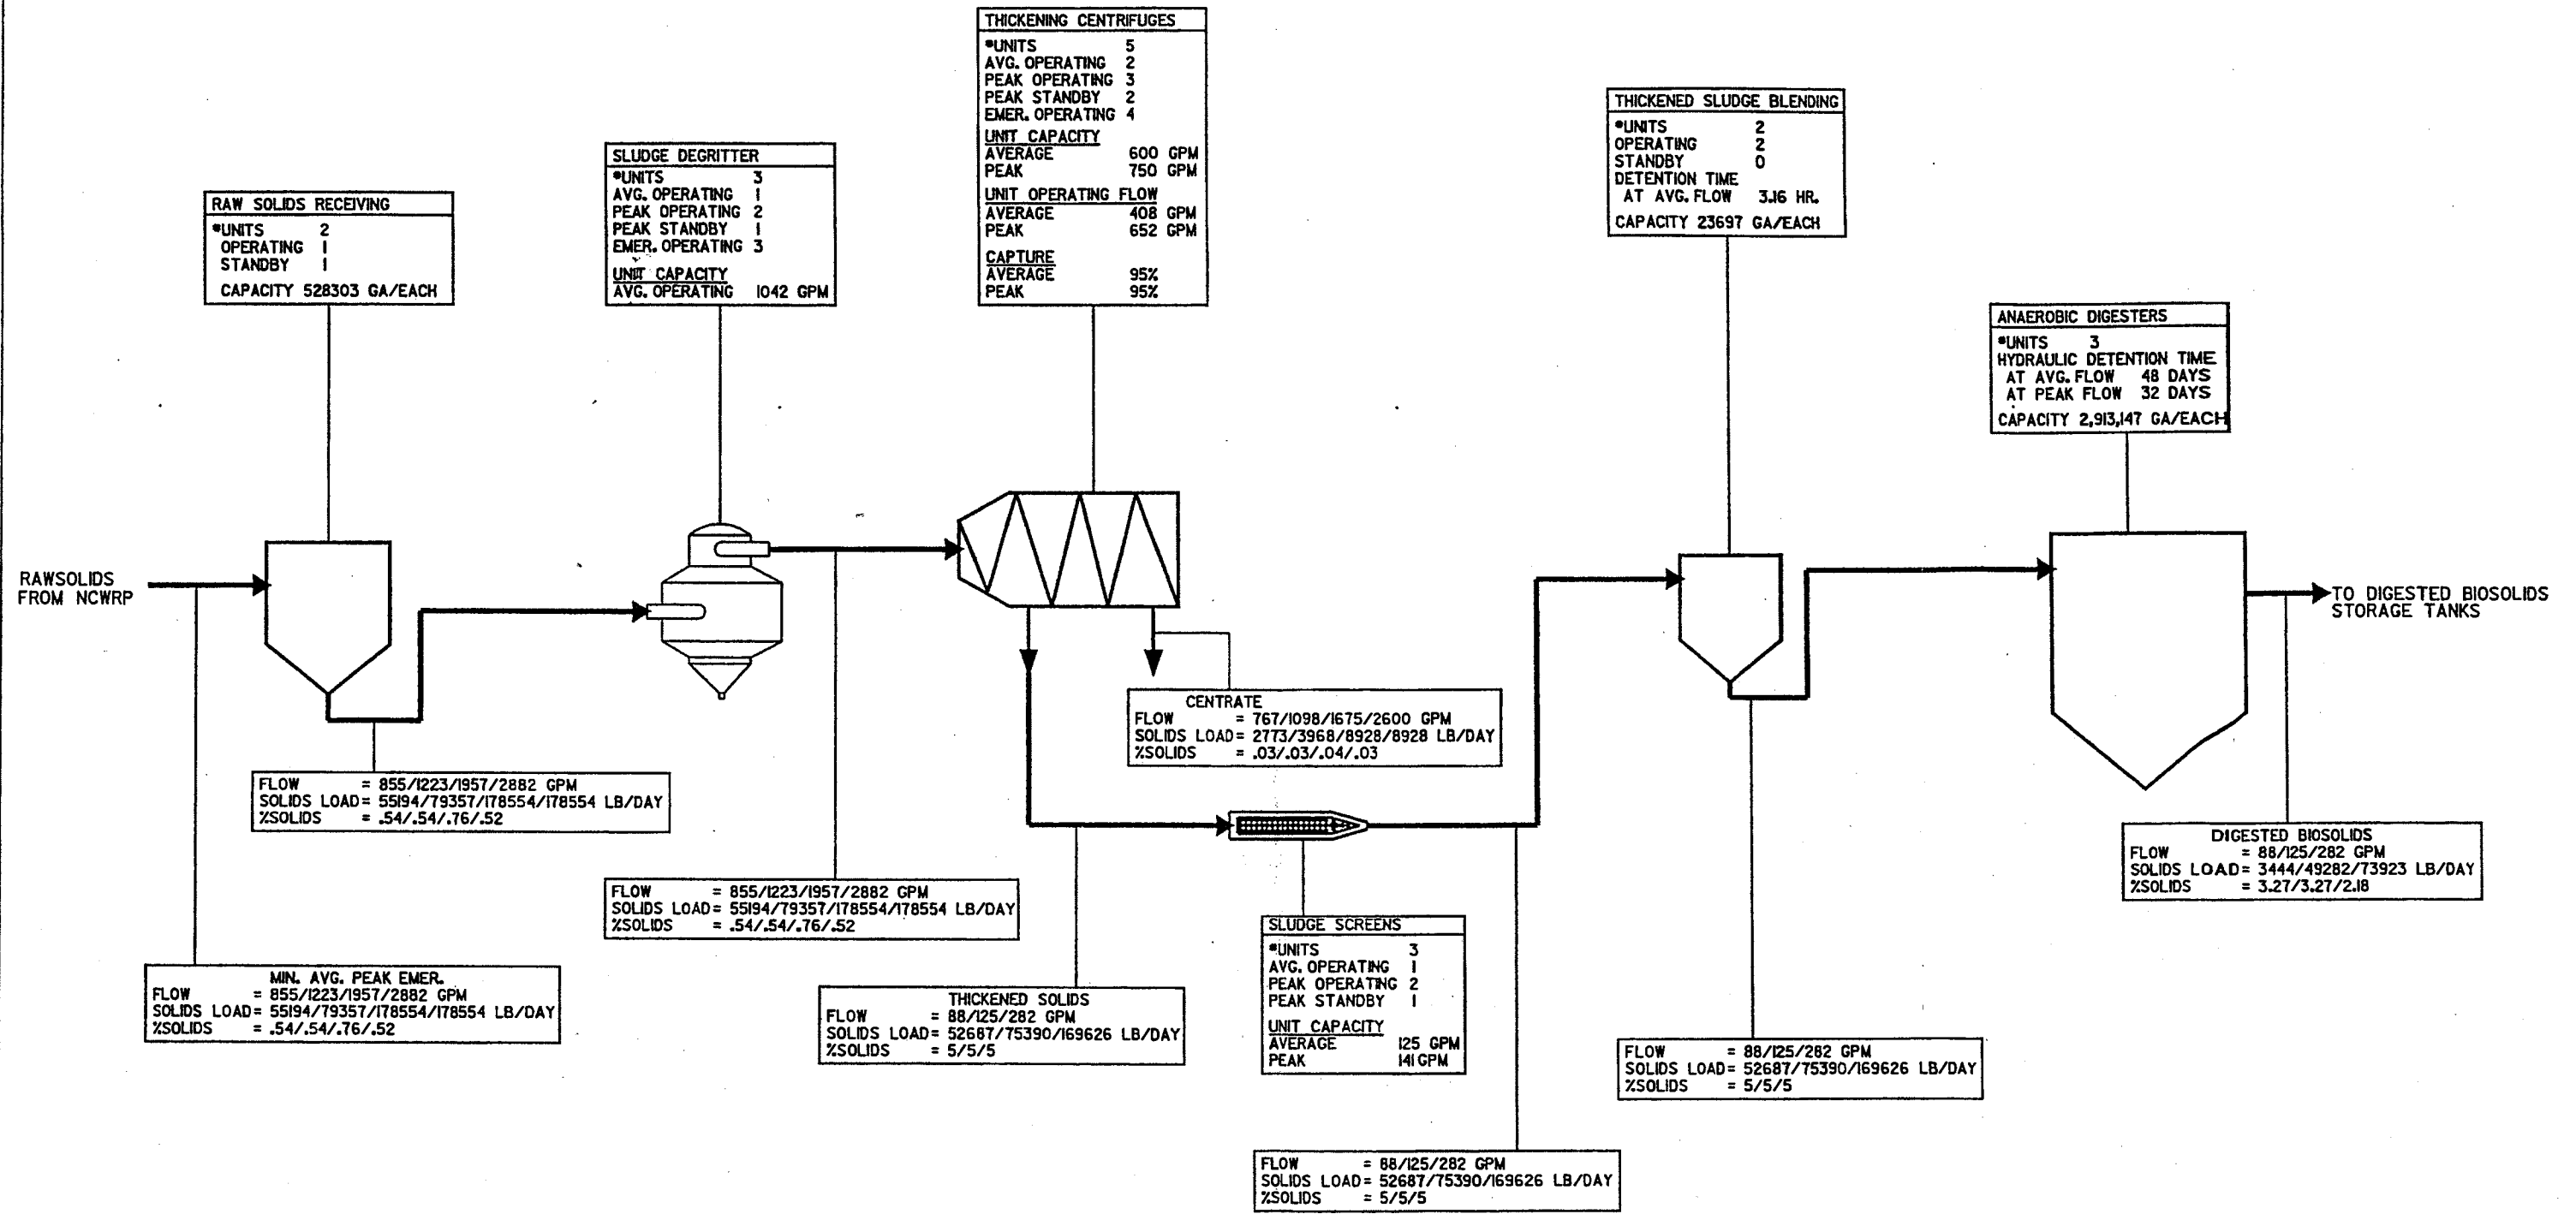 THICKENING CENTRIFUGES
*UNITS 5
AVG. OPERATING 2
PEAK OPERATING 3
PEAK STANDBY 2
EMER. OPERATING 4
UNIT CAPACITY
AVERAGE 600 GPM
PEAK 750 GPM
UNIT OPERATING FLOW
AVERAGE 408 GPM
PEAK 652 GPM
CAPTURE
AVERAGE 95%
PEAK 95%
THICKENED SLUDGE BLENDING
*UNITS 2
OPERATING 2
STANDBY 0
DETENTION TIME
AT AVG. FLOW 3.16 HR.
CAPACITY 23697 GA/EACH
SLUDGE DEGRITTER
*UNITS 3
AVG. OPERATING 1
PEAK OPERATING 2
PEAK STANDBY 1
EMER. OPERATING 3
UNIT CAPACITY
AVG. OPERATING 1042 GPM
RAW SOLIDS RECEIVING
*UNITS 2
OPERATING 1
STANDBY 1
CAPACITY 528303 GA/EACH
ANAEROBIC DIGESTERS
*UNITS 3
HYDRAULIC DETENTION TIME
AT AVG. FLOW 48 DAYS
AT PEAK FLOW 32 DAYS
CAPACITY 2,913,147 GA/EACH
RAWSOLIDS
FROM NCWRP
TO DIGESTED BIOSOLIDS
STORAGE TANKS
CENTRATE
FLOW = 767/1098/1675/2600 GPM
SOLIDS LOAD= 2773/3968/8928/8928 LB/DAY
%SOLIDS = .03/.03/.04/.03
FLOW = 855/1223/1957/2882 GPM
SOLIDS LOAD= 55194/79357/178554/178554 LB/DAY
%SOLIDS = .54/.54/.76/.52
DIGESTED BIOSOLIDS
FLOW = 88/125/282 GPM
SOLIDS LOAD= 3444/49282/73923 LB/DAY
%SOLIDS = 3.27/3.27/2.18
FLOW = 855/1223/1957/2882 GPM
SOLIDS LOAD= 55194/79357/178554/178554 LB/DAY
%SOLIDS = .54/.54/.76/.52
SLUDGE SCREENS
*UNITS 3
AVG. OPERATING 1
PEAK OPERATING 2
PEAK STANDBY 1
UNIT CAPACITY
AVERAGE 125 GPM
PEAK 141 GPM
MIN. AVG. PEAK EMER.
FLOW = 855/1223/1957/2882 GPM
SOLIDS LOAD= 55194/79357/178554/178554 LB/DAY
%SOLIDS = .54/.54/.76/.52
THICKENED SOLIDS
FLOW = 88/125/282 GPM
SOLIDS LOAD= 52687/75390/169626 LB/DAY
%SOLIDS = 5/5/5
FLOW = 88/125/282 GPM
SOLIDS LOAD= 52687/75390/169626 LB/DAY
%SOLIDS = 5/5/5
FLOW = 88/125/282 GPM
SOLIDS LOAD= 52687/75390/169626 LB/DAY
%SOLIDS = 5/5/5